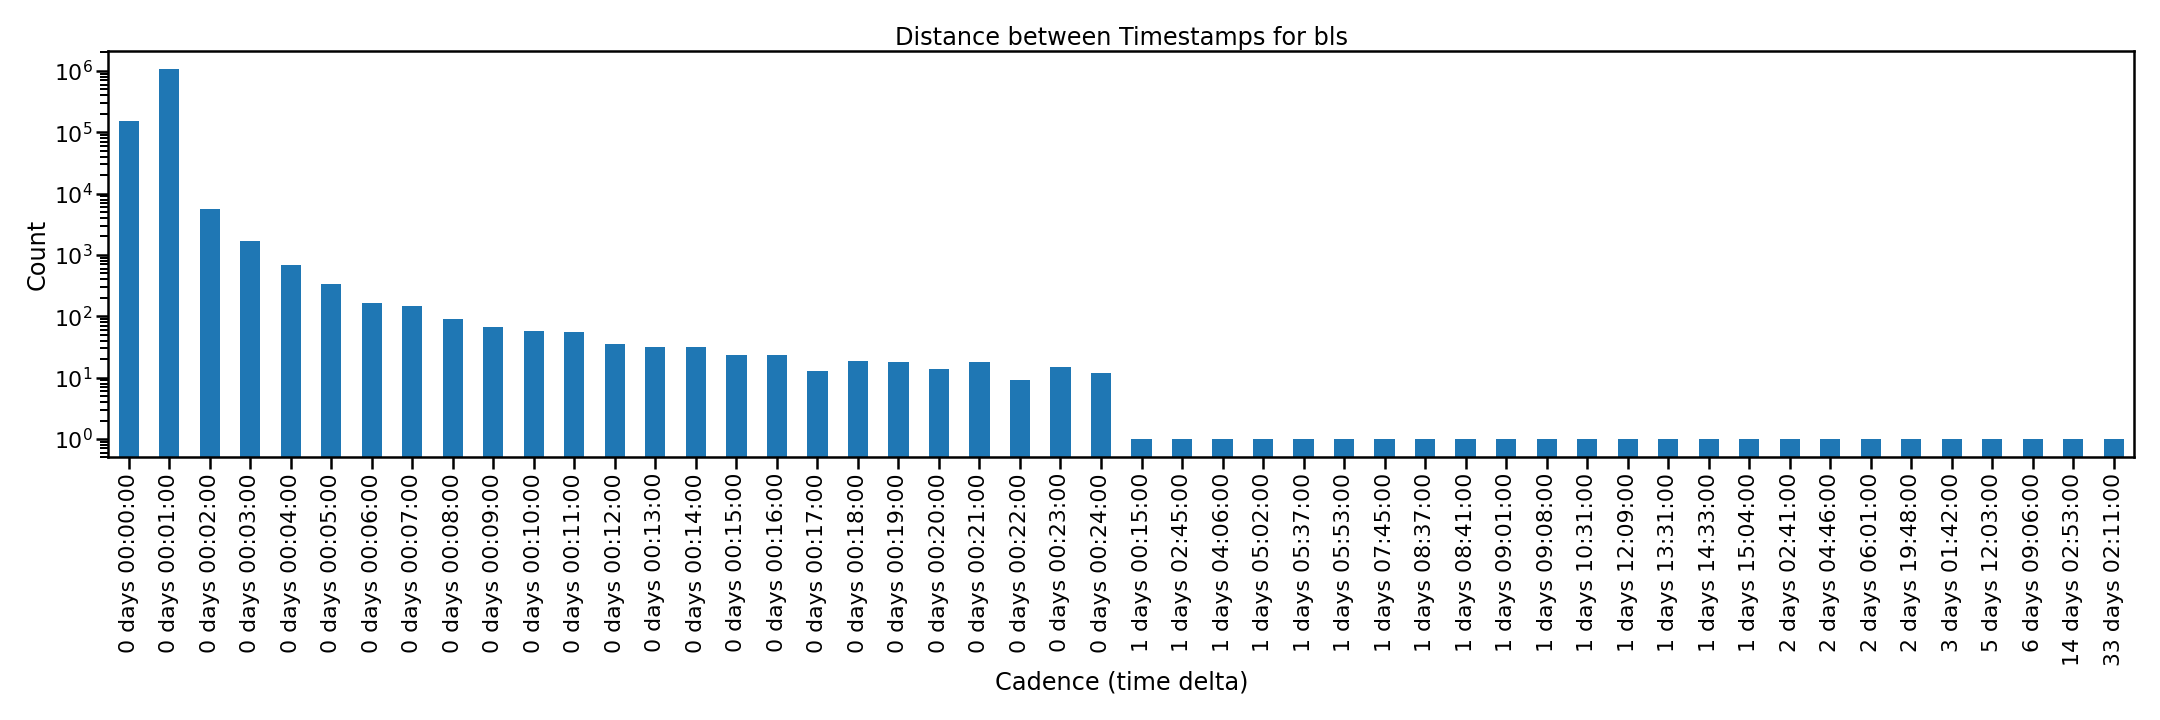 Distance between Timestamps for bls
Count
10^6
10^5
10^4
10^3
10^2
10^1
10^0
0 days 00:00:00
0 days 00:01:00
0 days 00:02:00
0 days 00:03:00
0 days 00:04:00
0 days 00:05:00
0 days 00:06:00
0 days 00:07:00
0 days 00:08:00
0 days 00:09:00
0 days 00:10:00
0 days 00:11:00
0 days 00:12:00
0 days 00:13:00
0 days 00:14:00
0 days 00:15:00
0 days 00:16:00
0 days 00:17:00
0 days 00:18:00
0 days 00:19:00
0 days 00:20:00
0 days 00:21:00
0 days 00:22:00
0 days 00:23:00
0 days 00:24:00
1 days 00:15:00
1 days 02:45:00
1 days 04:06:00
1 days 05:02:00
1 days 05:37:00
1 days 05:53:00
1 days 07:45:00
1 days 08:37:00
1 days 08:41:00
1 days 09:01:00
1 days 09:08:00
1 days 10:31:00
1 days 12:09:00
1 days 13:31:00
1 days 14:33:00
1 days 15:04:00
2 days 02:41:00
2 days 04:46:00
2 days 06:01:00
2 days 19:48:00
3 days 01:42:00
5 days 12:03:00
6 days 09:06:00
14 days 02:53:00
33 days 02:11:00
Cadence (time delta)